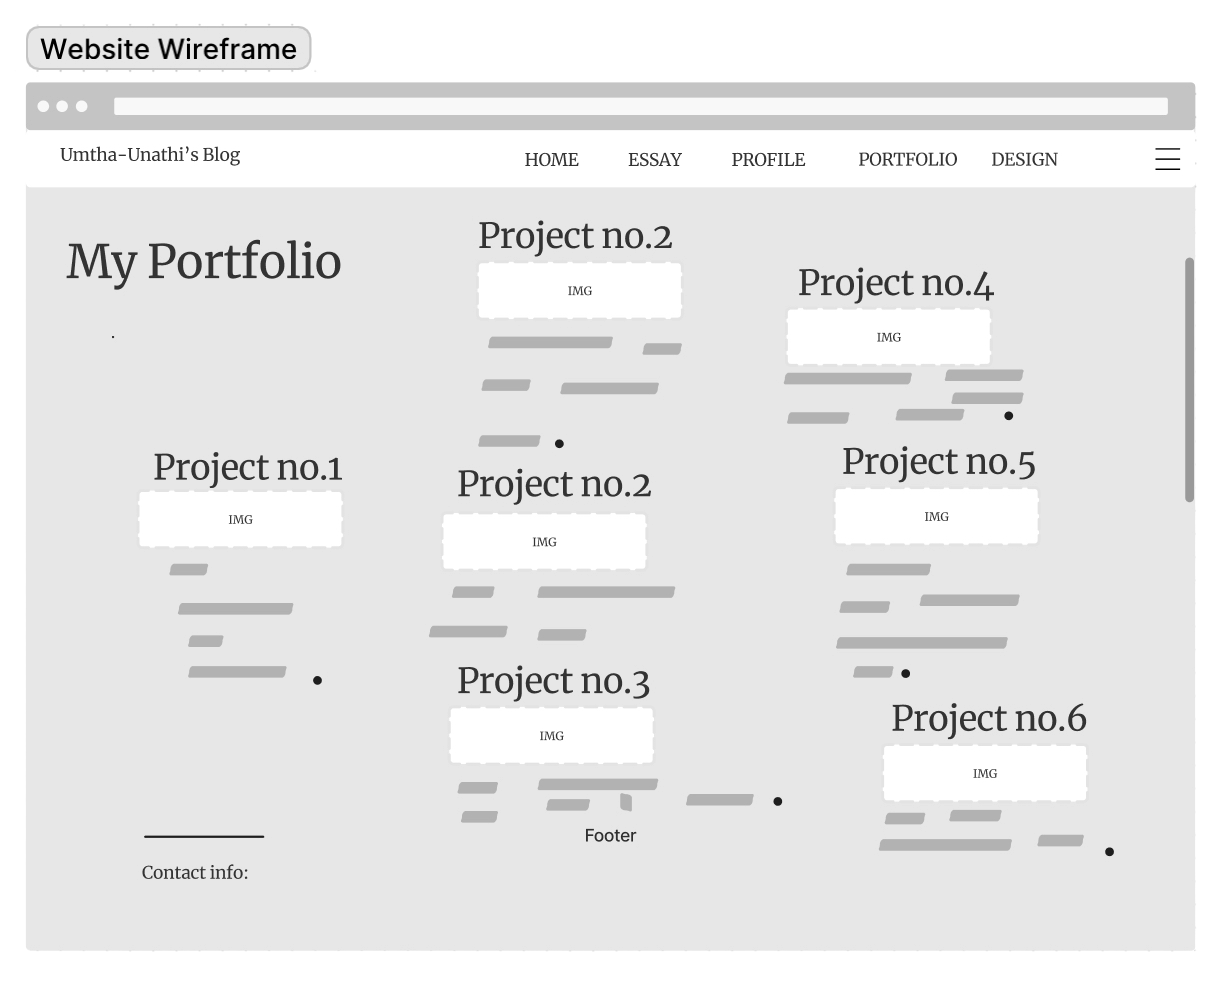 Website Wireframe
Umtha-Unathi’s Blog
HOME ESSAY PROFILE PORTFOLIO DESIGN
My Portfolio
Project no.1
IMG
Project no.2
IMG
Project no.2
IMG
Project no.3
IMG
Project no.4
IMG
Project no.5
IMG
Project no.6
IMG
Footer
Contact info: